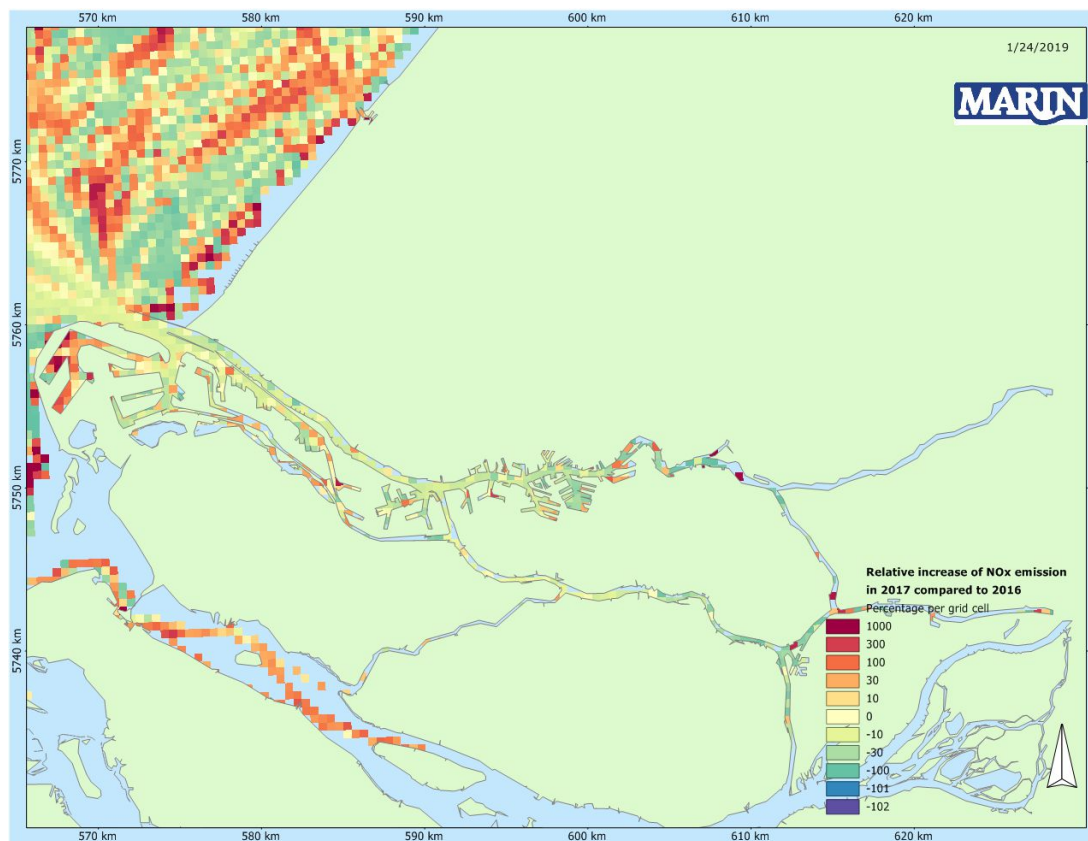 570 km 580 km 590 km 600 km 610 km 620 km
1/24/2019
MARIN
5770 km
5760 km
5750 km
5740 km
Relative increase of NOx emission
in 2017 compared to 2016
Percentage per grid cell
1000
300
100
30
10
0
-10
-30
-100
-101
-102
570 km 580 km 590 km 600 km 610 km 620 km